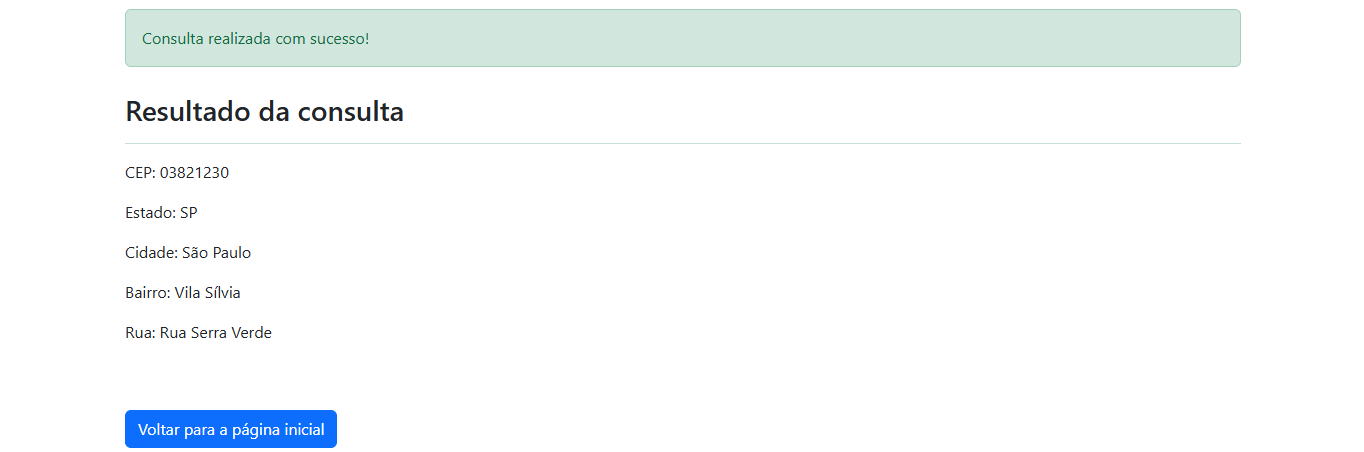 Consulta realizada com sucesso!
Resultado da consulta
CEP: 03821230
Estado: SP
Cidade: São Paulo
Bairro: Vila Sílvia
Rua: Rua Serra Verde
Voltar para a página inicial